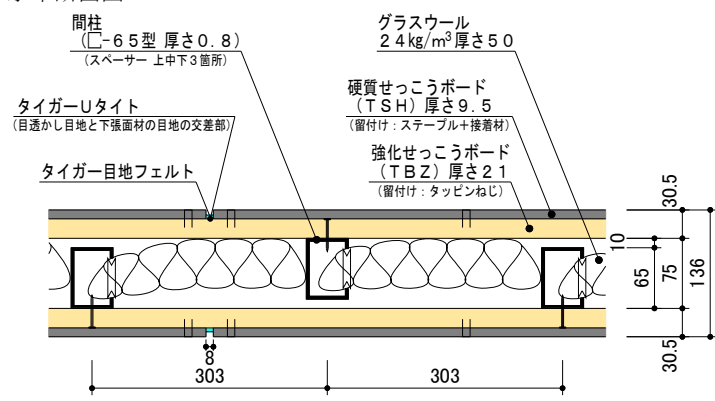 間柱
（□-６５型 厚さ０.８）
（スペーサー 上中下３箇所）
グラスウール
２４kg/m³厚さ５０
硬質せっこうボード
（ＴＳＨ）厚さ９.５
（留付け：ステープル＋接着材）
タイガーＵタイト
（目透かし目地と下張面材の目地の交差部）
強化せっこうボード
（ＴＢＺ）厚さ２１
（留付け：タッピンねじ）
タイガー目地フェルト
30.5
10
65
75
136
30.5
8
303
303